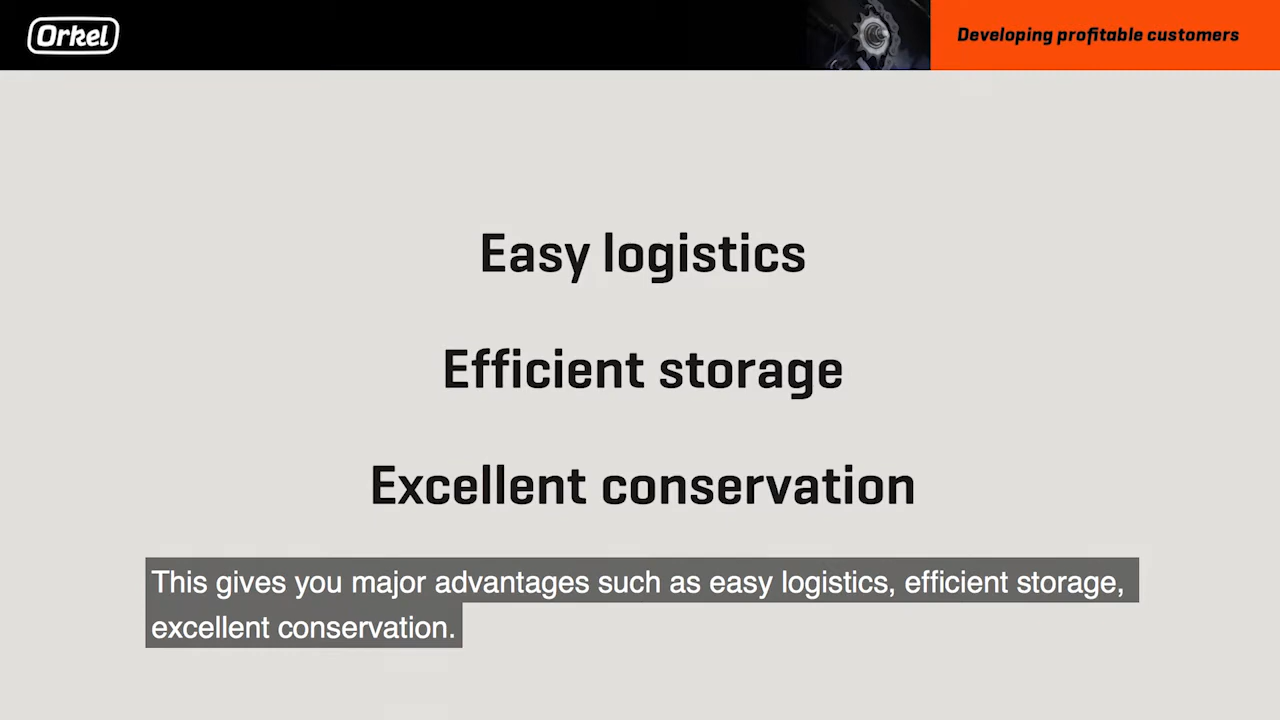 Orkel
Developing profitable customers
Easy logistics
Efficient storage
Excellent conservation
This gives you major advantages such as easy logistics, efficient storage,
excellent conservation.